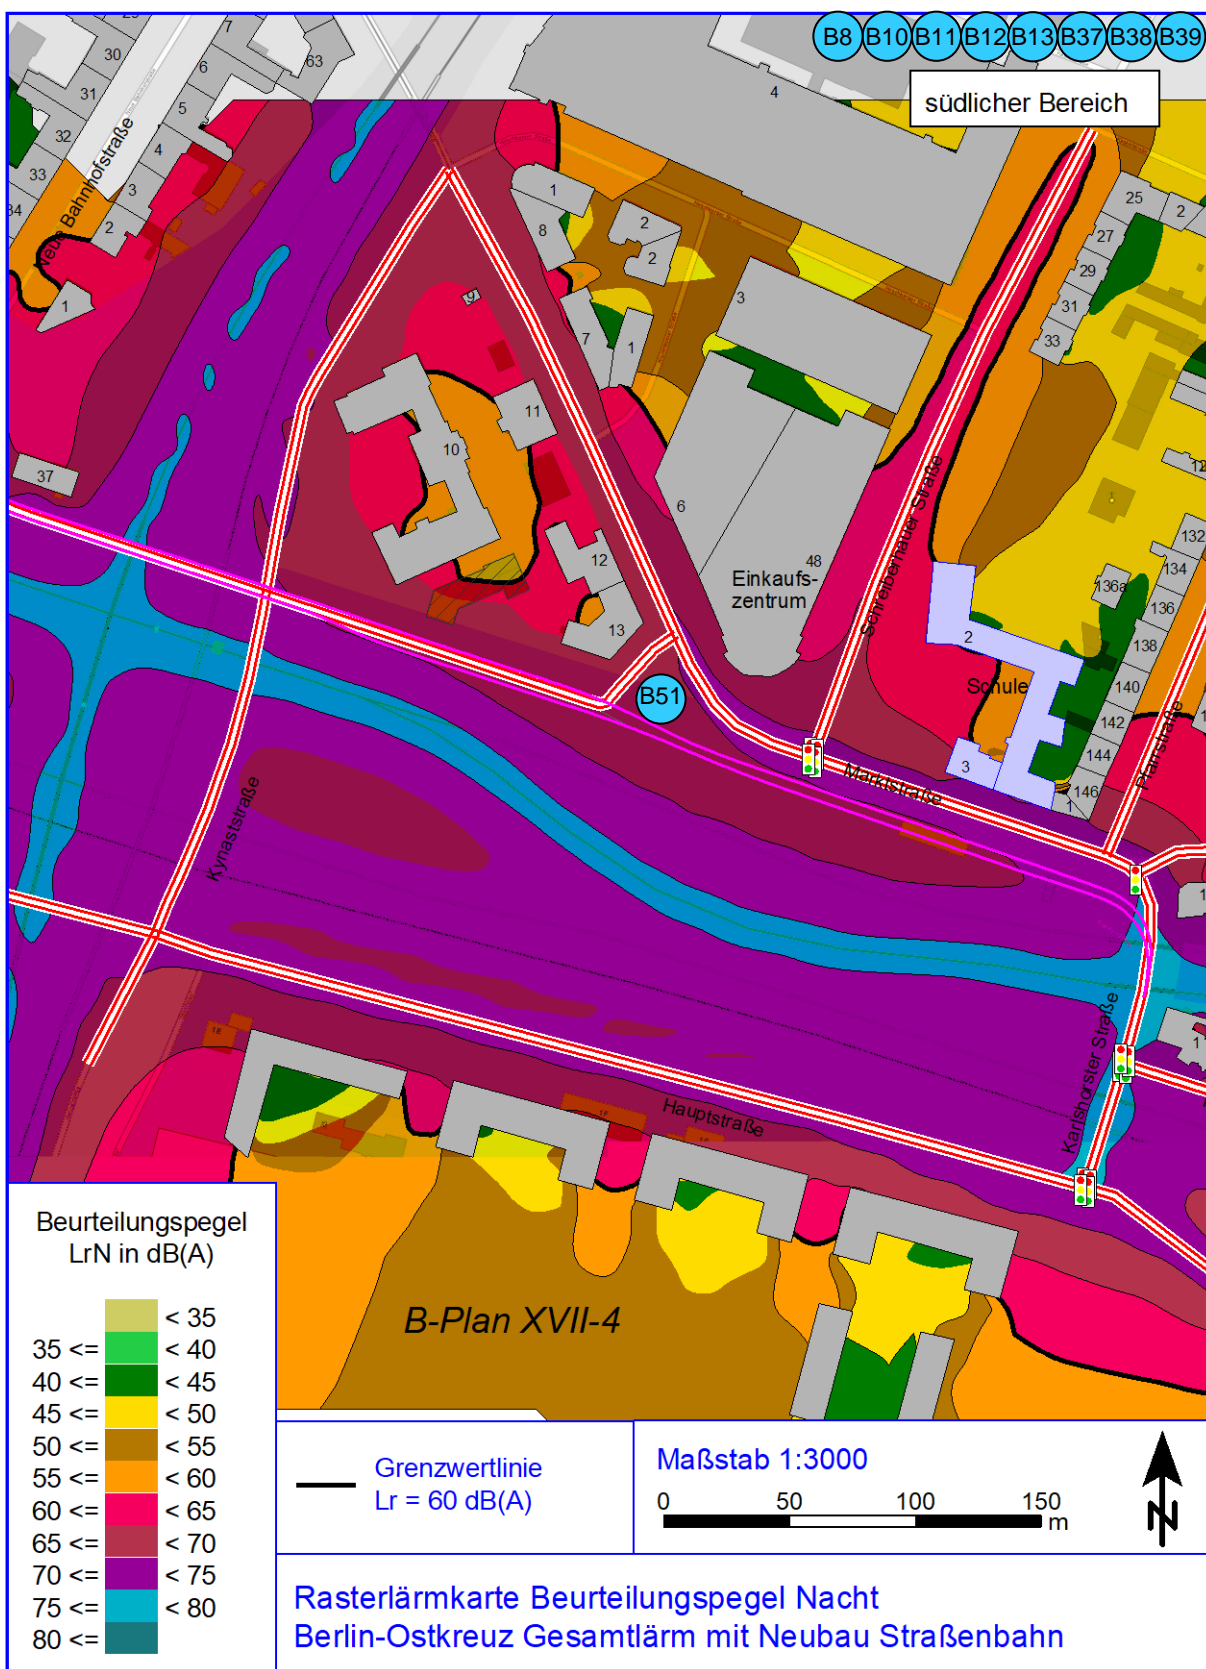 B8 B10 B11 B12 B13 B37 B38 B39
südlicher Bereich
30
7
63
31
6
5
32
4
33
3
34
2
Neue Bahnhofstraße
1
37
4
1
8
2
2
9
3
7
1
11
10
6
12
13
48
Einkaufs-
zentrum
25
2
27
29
31
33
Schreibernauer Straße
132
134
136a
136
138
140
142
144
146
1
2
Schule
3
B51
Marktstraße
Pfarrstraße
Kynaststraße
Karlshorster Straße
1
Hauptstraße
B-Plan XVII-4
Beurteilungspegel
LrN in dB(A)
< 35
35 <= < 40
40 <= < 45
45 <= < 50
50 <= < 55
55 <= < 60
60 <= < 65
65 <= < 70
70 <= < 75
75 <= < 80
80 <=
Grenzwertlinie
Lr = 60 dB(A)
Maßstab 1:3000
0 50 100 150
m
N
Rasterlärmkarte Beurteilungspegel Nacht
Berlin-Ostkreuz Gesamtlärm mit Neubau Straßenbahn